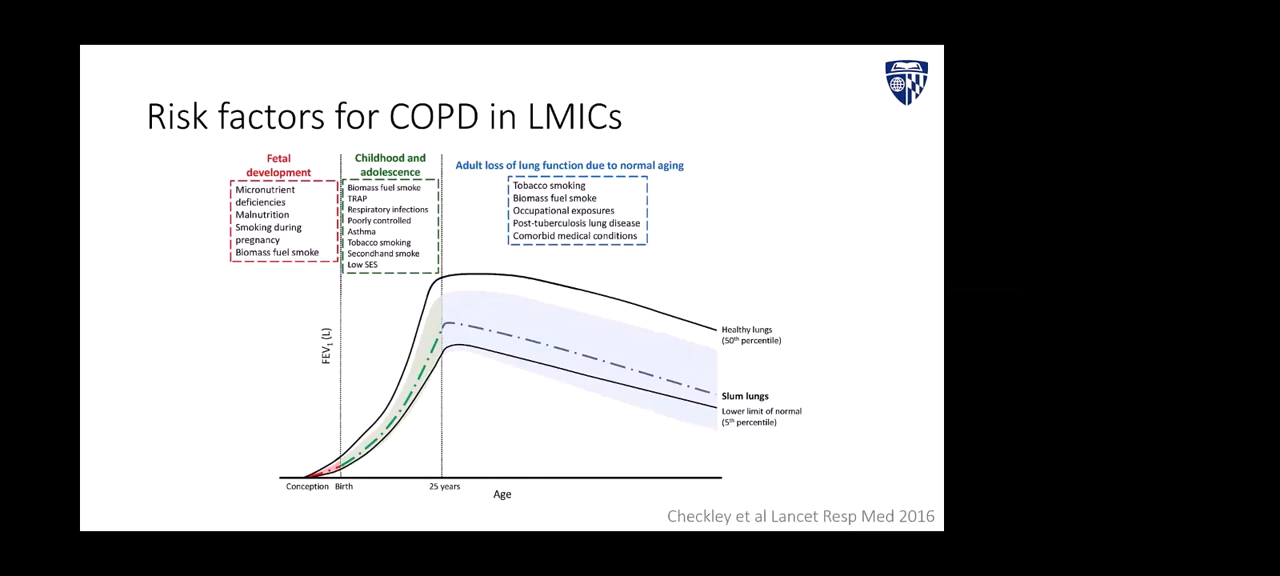 Risk factors for COPD in LMICs
Fetal
development
Micronutrient
deficiencies
Malnutrition
Smoking during
pregnancy
Biomass fuel smoke
Childhood and
adolescence
Biomass fuel smoke
TRAP
Respiratory infections
Poorly controlled
Asthma
Tobacco smoking
Secondhand smoke
Low SES
Adult loss of lung function due to normal aging
Tobacco smoking
Biomass fuel smoke
Occupational exposures
Post-tuberculosis lung disease
Comorbid medical conditions
FEV1 (L)
Healthy lungs
(50th percentile)
Slum lungs
Lower limit of normal
(5th percentile)
Conception
Birth
25 years
Age
Checkley et al Lancet Resp Med 2016